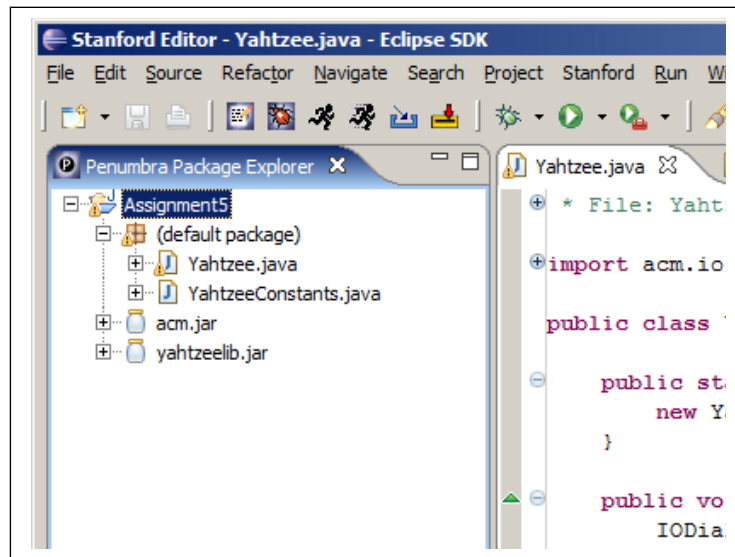 Stanford Editor - Yahtzee.java - Eclipse SDK
File Edit Source Refactor Navigate Search Project Stanford Run
Penumbra Package Explorer
Assignment5
(default package)
Yahtzee.java
YahtzeeConstants.java
acm.jar
yahtzeelib.jar
Yahtzee.java
* File: Yaht
import acm.io
public class
public sta
new Ya
}
public vo
IODia